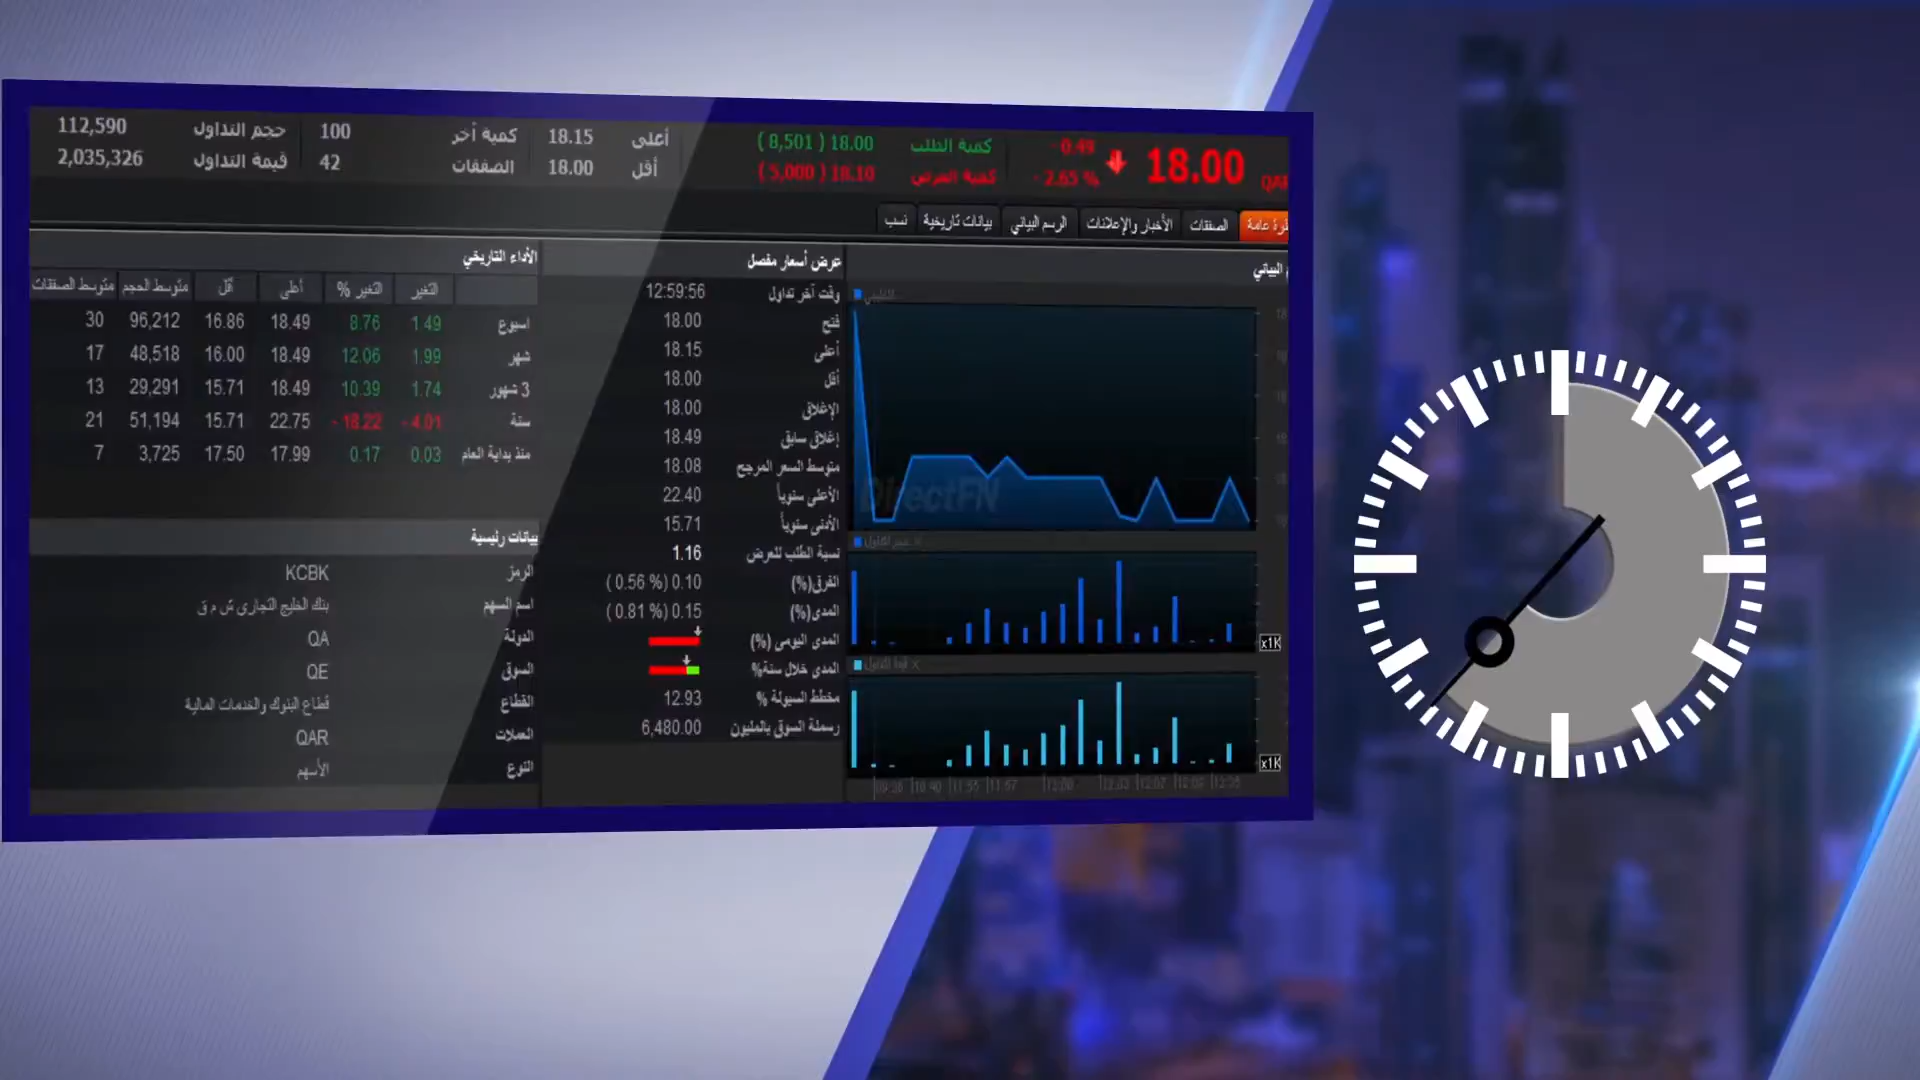 QAR 18.00 -0.49
-2.65 %
كمية الطلب 18.00 ( 8,501 )
كمية العرض 18.10 ( 5,000 )
أعلى 18.15
أقل 18.00
كمية آخر 100
الصفقات 42
حجم التداول 112,590
قيمة التداول 2,035,326
الصفقات
الأخبار والإعلانات
الرسم البياني
بيانات تاريخية
نسب
البياني
DirectFN
x1K
x1K
عرض أسعار مفصل
وقت آخر تداول 12:59:56
فتح 18.00
أعلى 18.15
أقل 18.00
الإغلاق 18.00
إغلاق سابق 18.49
متوسط السعر المرجح 18.08
الأعلى سنوياً 22.40
الأدنى سنوياً 15.71
نسبة الطلب للعرض 1.16
الفرق(%) 0.10 (0.56 %)
المدى(%) 0.15 (0.81 %)
المدى اليومي (%)
المدى خلال سنة%
مخطط السيولة % 12.93
رسملة السوق بالمليون 6,480.00
الأداء التاريخي
التغير التغير % أعلى أقل متوسط الحجم متوسط الصفقات
اسبوع 1.49 8.76 18.49 16.86 96,212 30
شهر 1.99 12.06 18.49 16.00 48,518 17
3 شهور 1.74 10.39 18.49 15.71 29,291 13
سنة -4.01 -18.22 22.75 15.71 51,194 21
منذ بداية العام 0.03 0.17 17.99 17.50 3,725 7
بيانات رئيسية
الرمز KCBK
اسم السهم بنك الخليج التجاري ش م ق
الدولة QA
السوق QE
القطاع قطاع البنوك والخدمات المالية
العملات QAR
النوع الأسهم